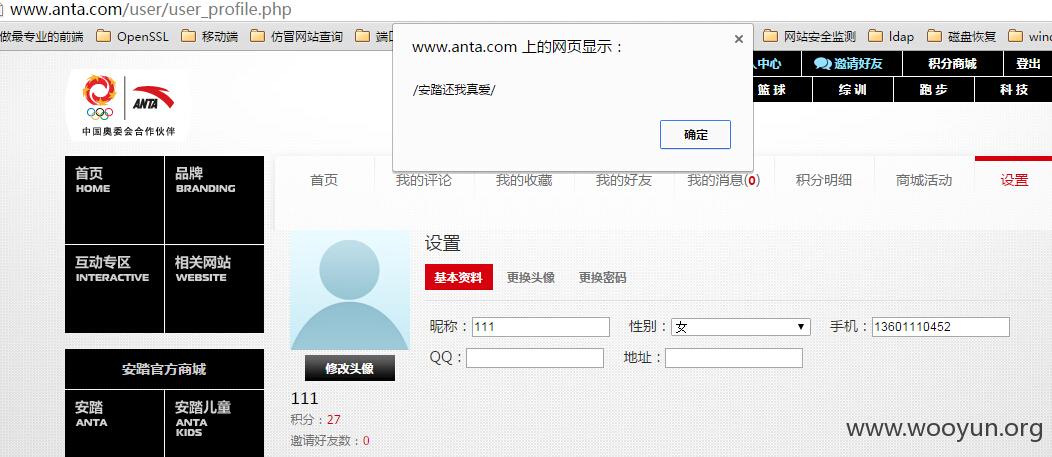 www.anta.com/user/user_profile.php
做最专业的前端 OpenSSL 移动端 仿冒网站查询 网站安全监测 ldap 磁盘恢复
www.anta.com 上的网页显示：
/安踏还我真爱/
确定
人中心 邀请好友 积分商城 登出
篮 球 综 训 跑 步 科 技
ANTA
中国奥委会合作伙伴
首页 品牌
HOME BRANDING
互动专区 相关网站
INTERACTIVE WEBSITE
安踏官方商城
安踏 安踏儿童
ANTA ANTA
KIDS
首页 我的评论 我的收藏 我的好友 我的消息(0) 积分明细 商城活动 设置
设置
基本资料 更换头像 更换密码
昵称：111 性别：女 手机：13601110452
QQ： 地址：
修改头像
111
积分：27
邀请好友数：0
www.wooyun.org